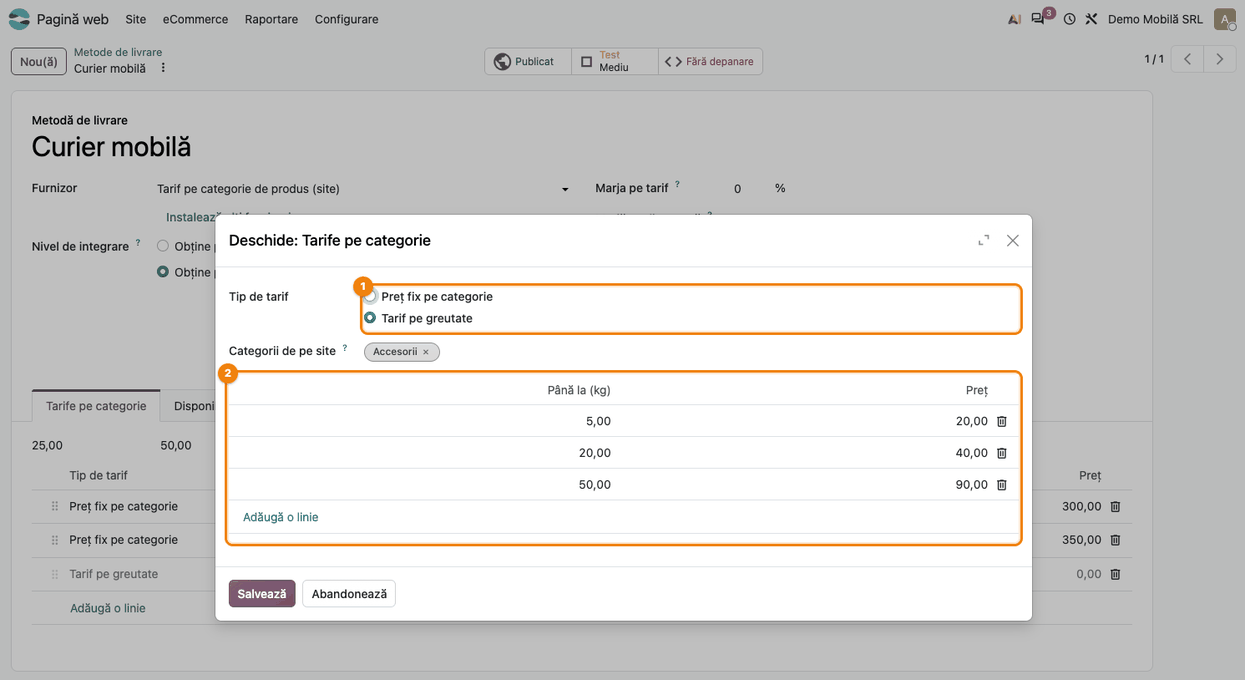 Pagină web Site eCommerce Raportare Configurare
AI 3 Demo Mobilă SRL A
Nou(ă) Metode de livrare
Curier mobilă
Publicat
Test
Mediu
Fără depanare
1 / 1
Metodă de livrare
Curier mobilă
Furnizor Tarif pe categorie de produs (site) Marja pe tarif ? 0 %
Instalează
Nivel de integrare ? Obține
Obține
Deschide: Tarife pe categorie
Tip de tarif 1 Preț fix pe categorie
Tarif pe greutate
Categorii de pe site ? Accesorii ×
2
Până la (kg) Preț
5,00 20,00
20,00 40,00
50,00 90,00
Adăugă o linie
Salvează Abandonează
Tarife pe categorie Disponi
25,00 50,00
Tip de tarif Preț
Preț fix pe categorie 300,00
Preț fix pe categorie 350,00
Tarif pe greutate 0,00
Adăugă o linie